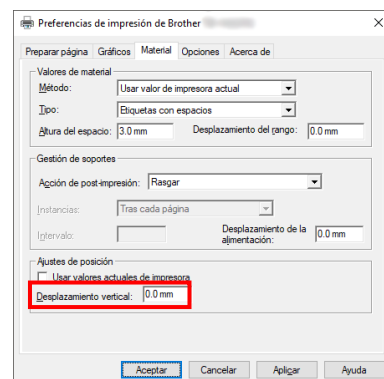 Preferencias de impresión de Brother
Preparar página Gráficos Material Opciones Acerca de
Valores de material
Método: Usar valor de impresora actual
Tipo: Etiquetas con espacios
Altura del espacio: 3.0 mm Desplazamiento del rango: 0.0 mm
Gestión de soportes
Acción de post-impresión: Rasgar
Instancias: Tras cada página
Intervalo: Desplazamiento de la alimentación: 0.0 mm
Ajustes de posición
Usar valores actuales de impresora
Desplazamiento vertical: 0.0 mm
Aceptar Cancelar Aplicar Ayuda